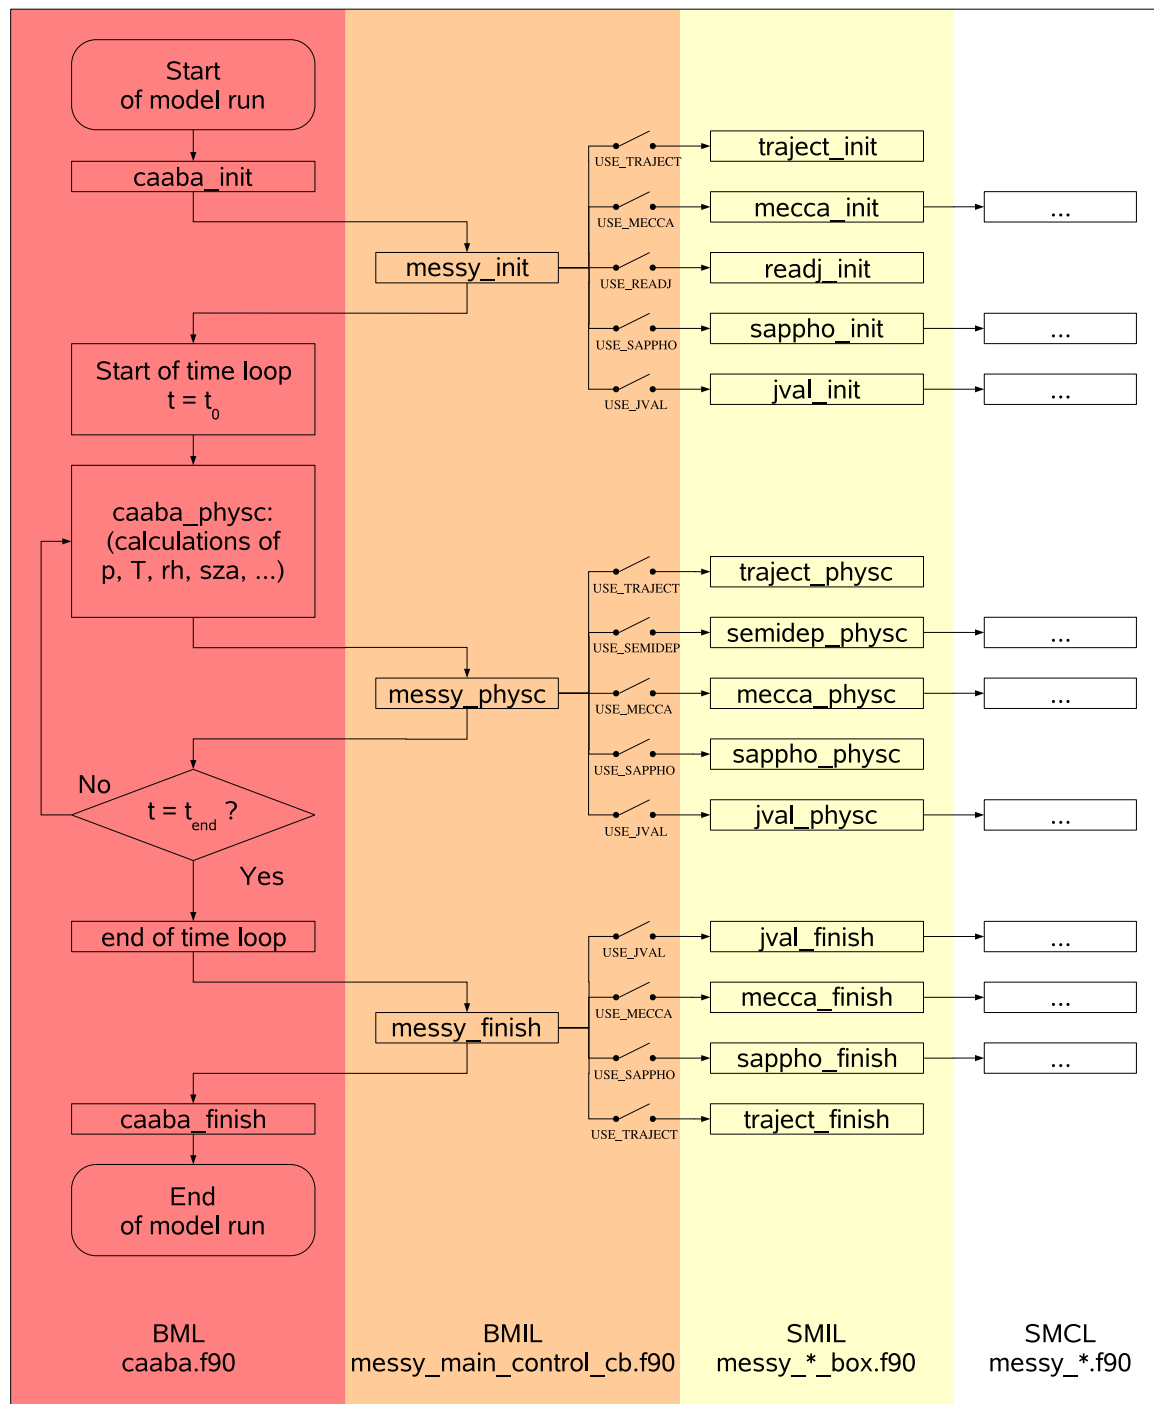 Start
of model run
caaba_init
messy_init
USE_TRAJECT
traject_init
USE_MECCA
mecca_init
...
USE_READJ
readj_init
USE_SAPPHO
sappho_init
...
USE_JVAL
jval_init
...
Start of time loop
t = t0
caaba_physc:
(calculations of
p, T, rh, sza, ...)
messy_physc
USE_TRAJECT
traject_physc
USE_SEMIDEP
semidep_physc
...
USE_MECCA
mecca_physc
...
USE_SAPPHO
sappho_physc
USE_JVAL
jval_physc
...
No
t = tend ?
Yes
end of time loop
messy_finish
USE_JVAL
jval_finish
...
USE_MECCA
mecca_finish
...
USE_SAPPHO
sappho_finish
...
USE_TRAJECT
traject_finish
caaba_finish
End
of model run
BML
caaba.f90
BMIL
messy_main_control_cb.f90
SMIL
messy_*_box.f90
SMCL
messy_*.f90